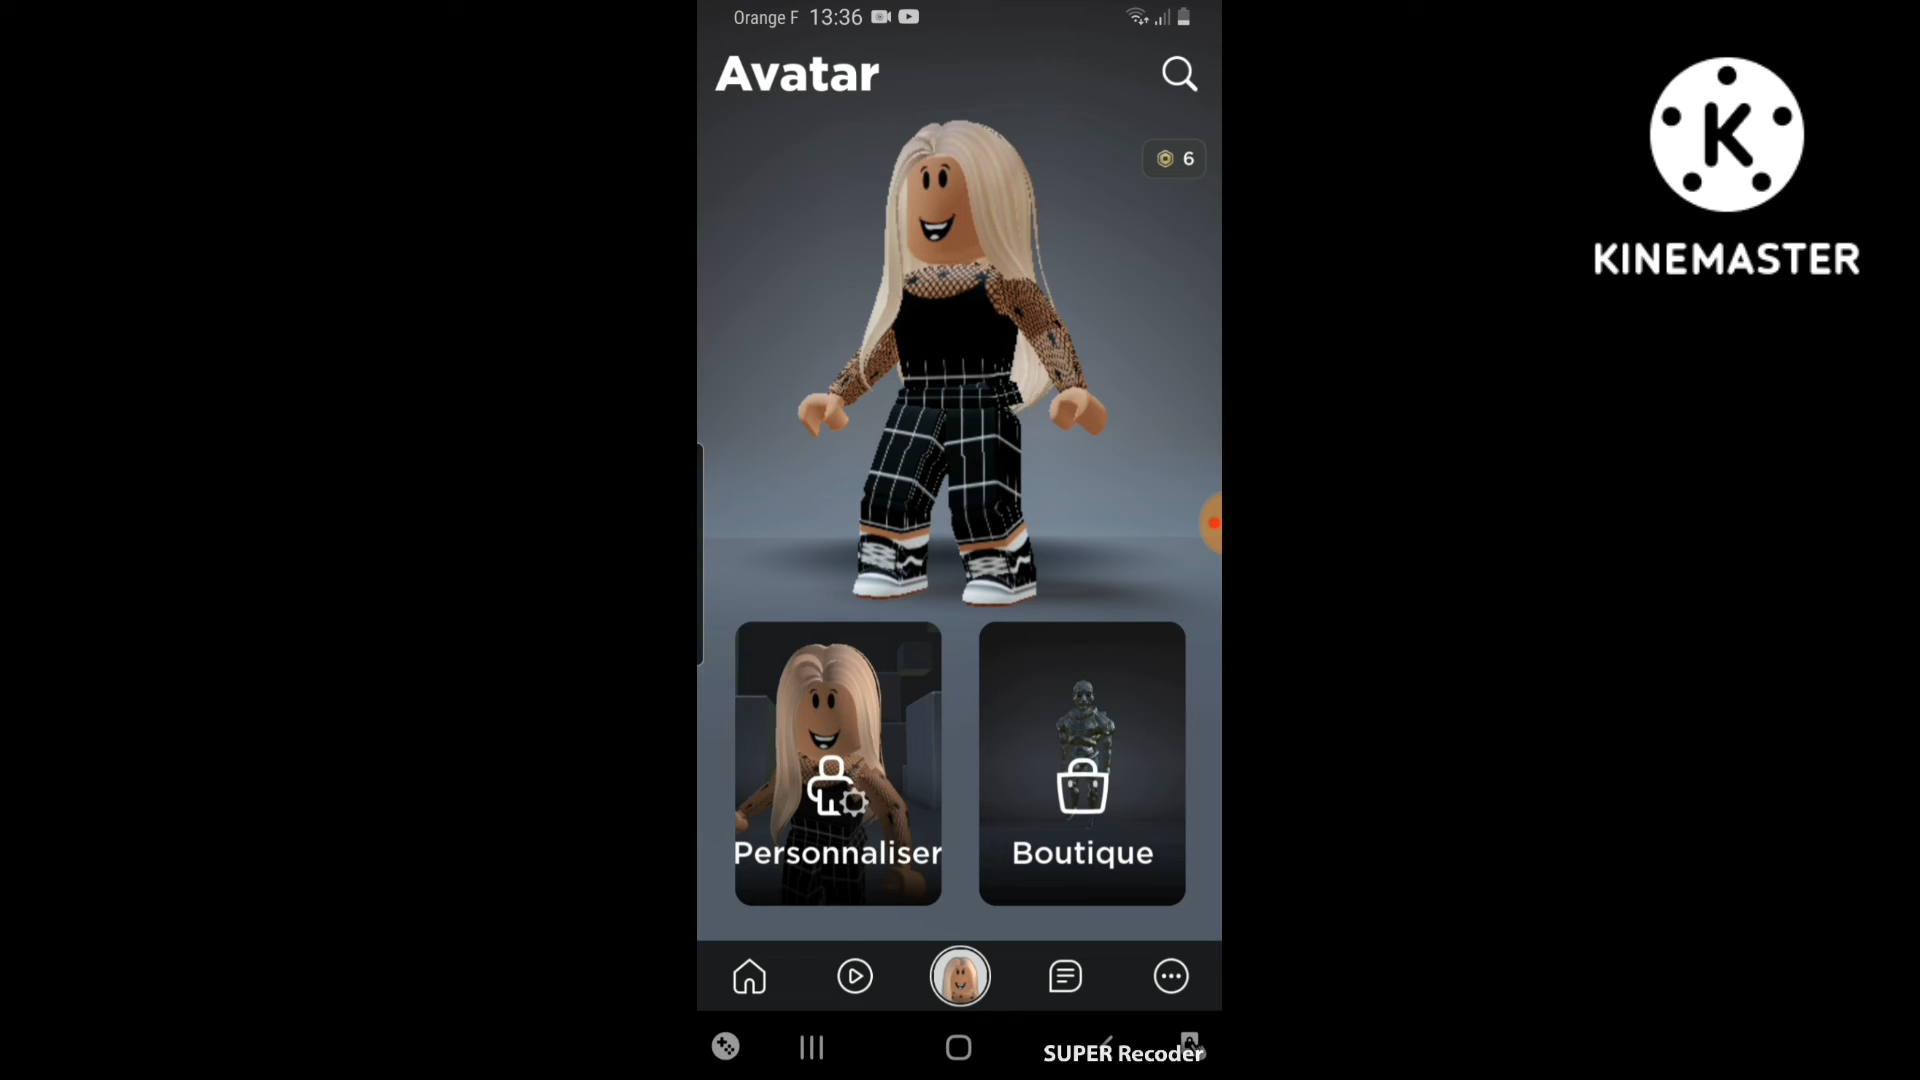 Orange F 13:36
Avatar
6
K
KINEMASTER
Personnaliser
Boutique
SUPER Recoder